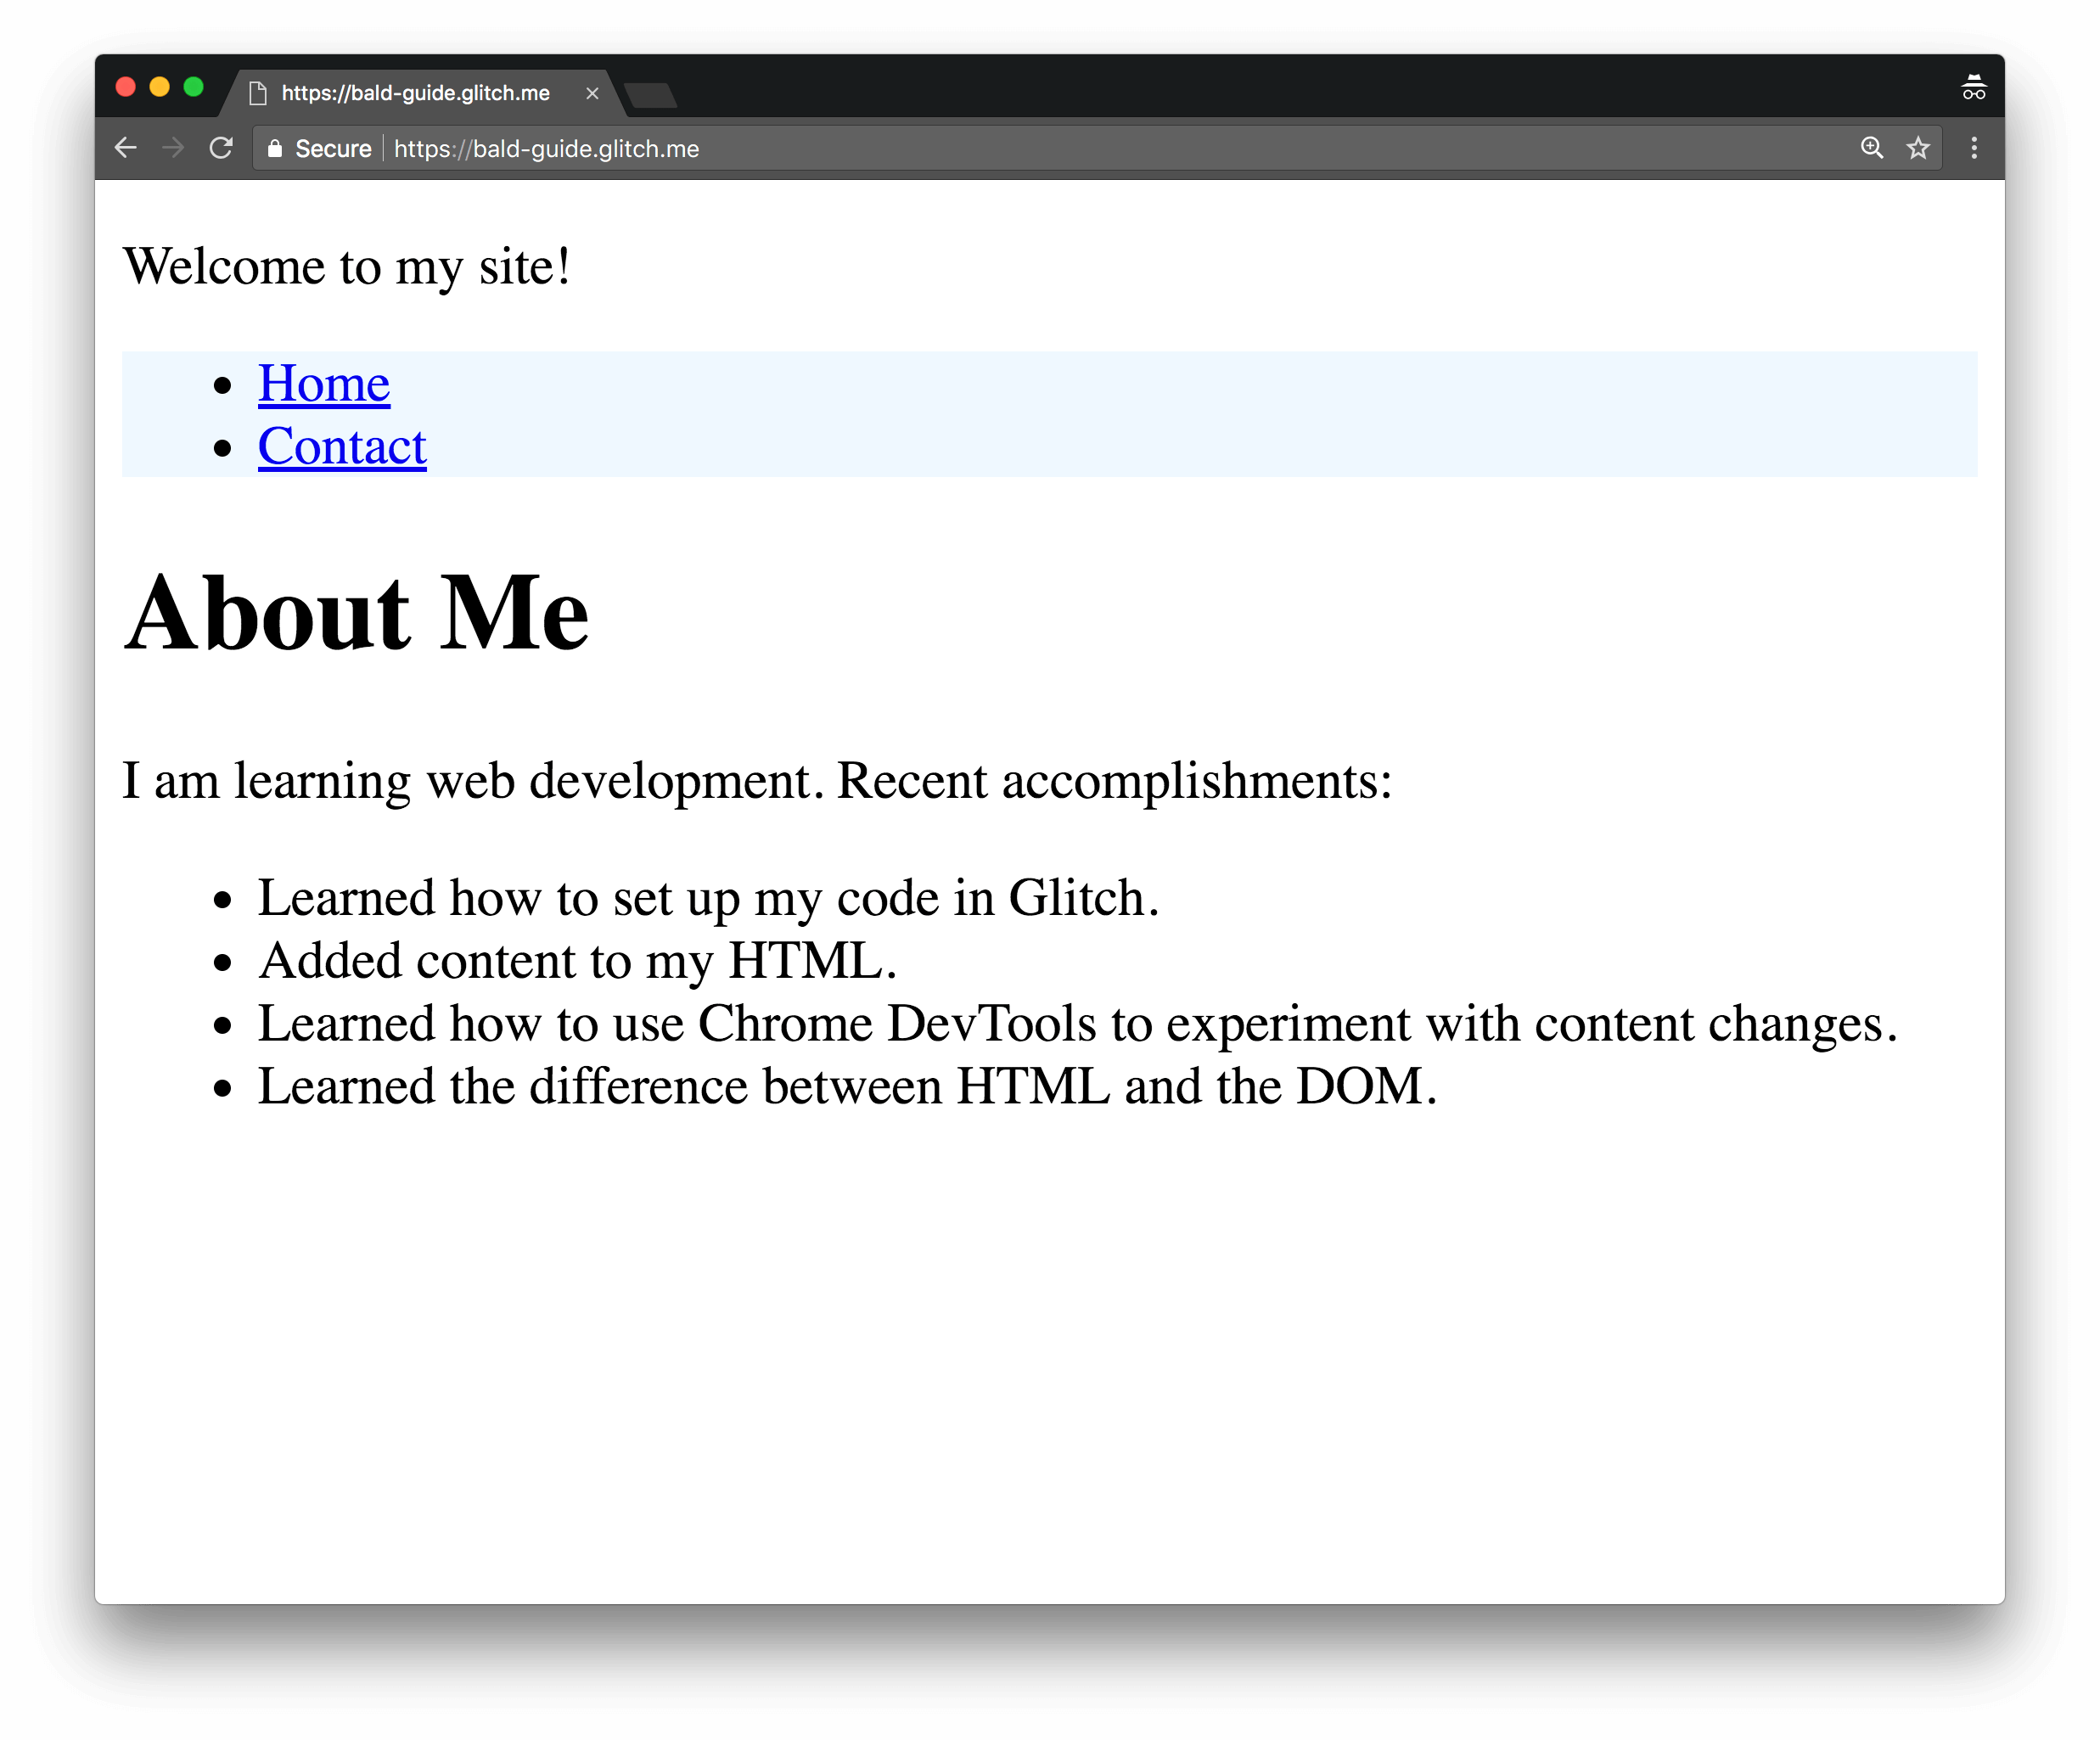 https://bald-guide.glitch.me
Secure https://bald-guide.glitch.me
Welcome to my site!
Home
Contact
About Me
I am learning web development. Recent accomplishments:
Learned how to set up my code in Glitch.
Added content to my HTML.
Learned how to use Chrome DevTools to experiment with content changes.
Learned the difference between HTML and the DOM.